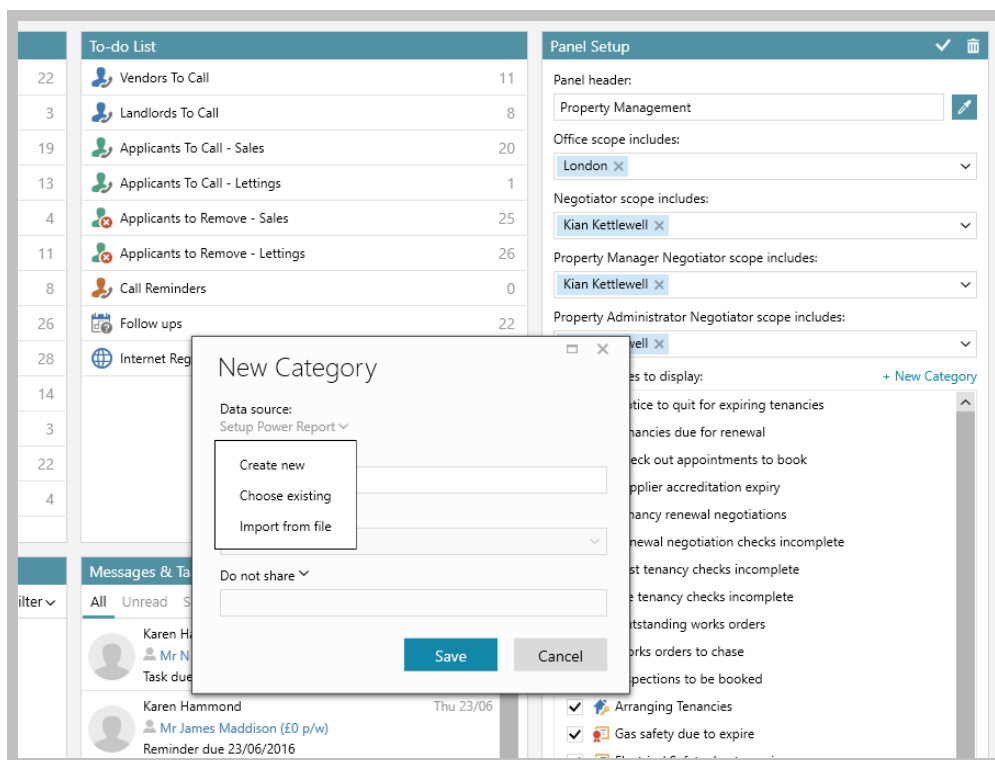 22
3
19
13
4
11
8
26
28
14
3
22
4
ilter
To-do List
Vendors To Call 11
Landlords To Call 8
Applicants To Call - Sales 20
Applicants To Call - Lettings 1
Applicants to Remove - Sales 25
Applicants to Remove - Lettings 26
Call Reminders 0
Follow ups 22
Internet Reg
Messages & Ta
All Unread S
Karen Ha
Mr N
Task due
Karen Hammond Thu 23/06
Mr James Maddison (£0 p/w)
Reminder due 23/06/2016
New Category
Data source:
Setup Power Report
Create new
Choose existing
Import from file
Do not share
Save Cancel
Panel Setup
Panel header:
Property Management
Office scope includes:
London
Negotiator scope includes:
Kian Kettlewell
Property Manager Negotiator scope includes:
Kian Kettlewell
Property Administrator Negotiator scope includes:
well
es to display: + New Category
tice to quit for expiring tenancies
nancies due for renewal
eck out appointments to book
pplier accreditation expiry
nancy renewal negotiations
newal negotiation checks incomplete
st tenancy checks incomplete
e tenancy checks incomplete
utstanding works orders
orks orders to chase
spections to be booked
Arranging Tenancies
Gas safety due to expire